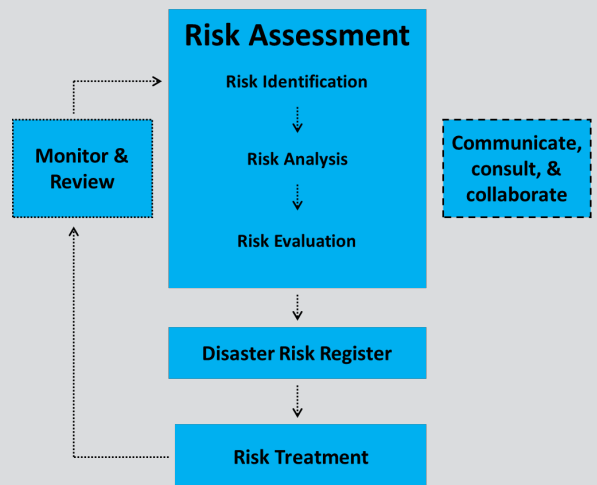 Risk Assessment
Risk Identification
Risk Analysis
Risk Evaluation
Monitor &
Review
Communicate,
consult, &
collaborate
Disaster Risk Register
Risk Treatment